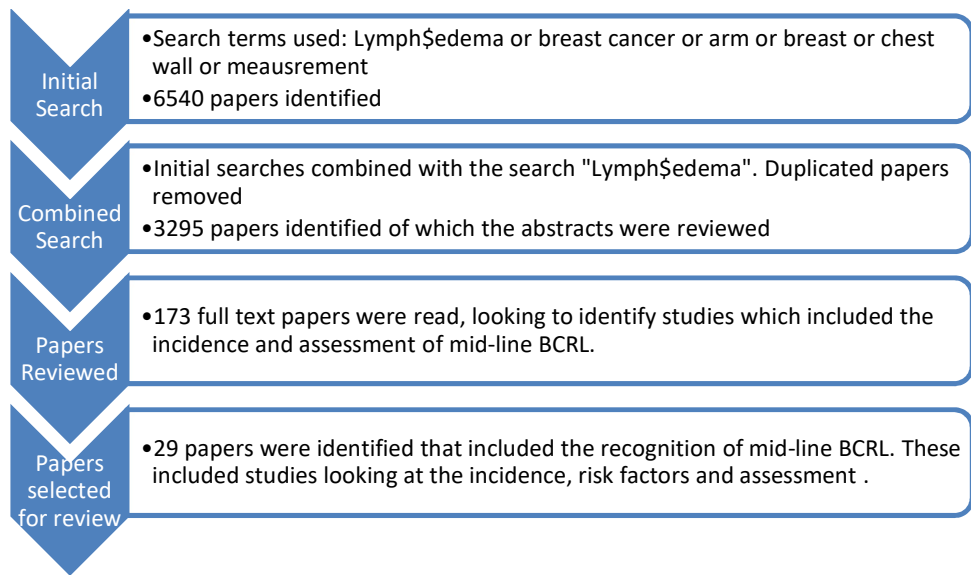 Initial
Search
•Search terms used: Lymph$edema or breast cancer or arm or breast or chest
wall or meausrement
•6540 papers identified
Combined
Search
•Initial searches combined with the search "Lymph$edema". Duplicated papers
removed
•3295 papers identified of which the abstracts were reviewed
Papers
Reviewed
•173 full text papers were read, looking to identify studies which included the
incidence and assessment of mid-line BCRL.
Papers
selected
for review
•29 papers were identified that included the recognition of mid-line BCRL. These
included studies looking at the incidence, risk factors and assessment .